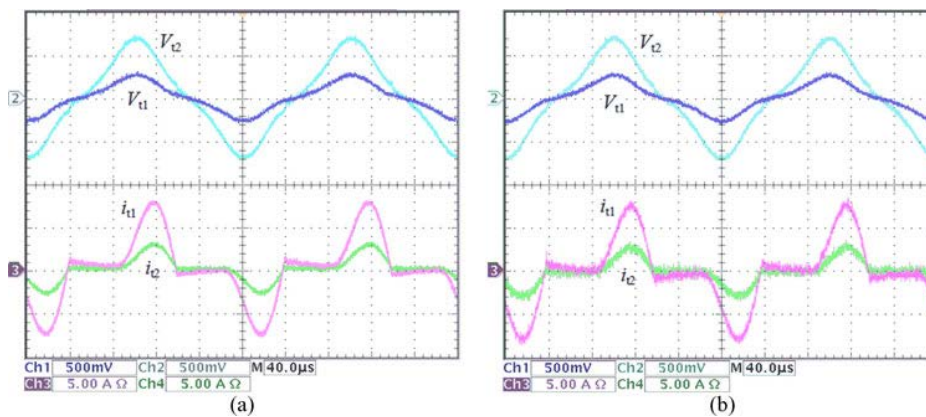 Vt2
Vt1
2
it1
it2
3
Ch1 500mV Ch2 500mV M 40.0µs
Ch3 5.00 A Ω Ch4 5.00 A Ω
(a)
Vt2
Vt1
2
it1
it2
3
Ch1 500mV Ch2 500mV M 40.0µs
Ch3 5.00 A Ω Ch4 5.00 A Ω
(b)